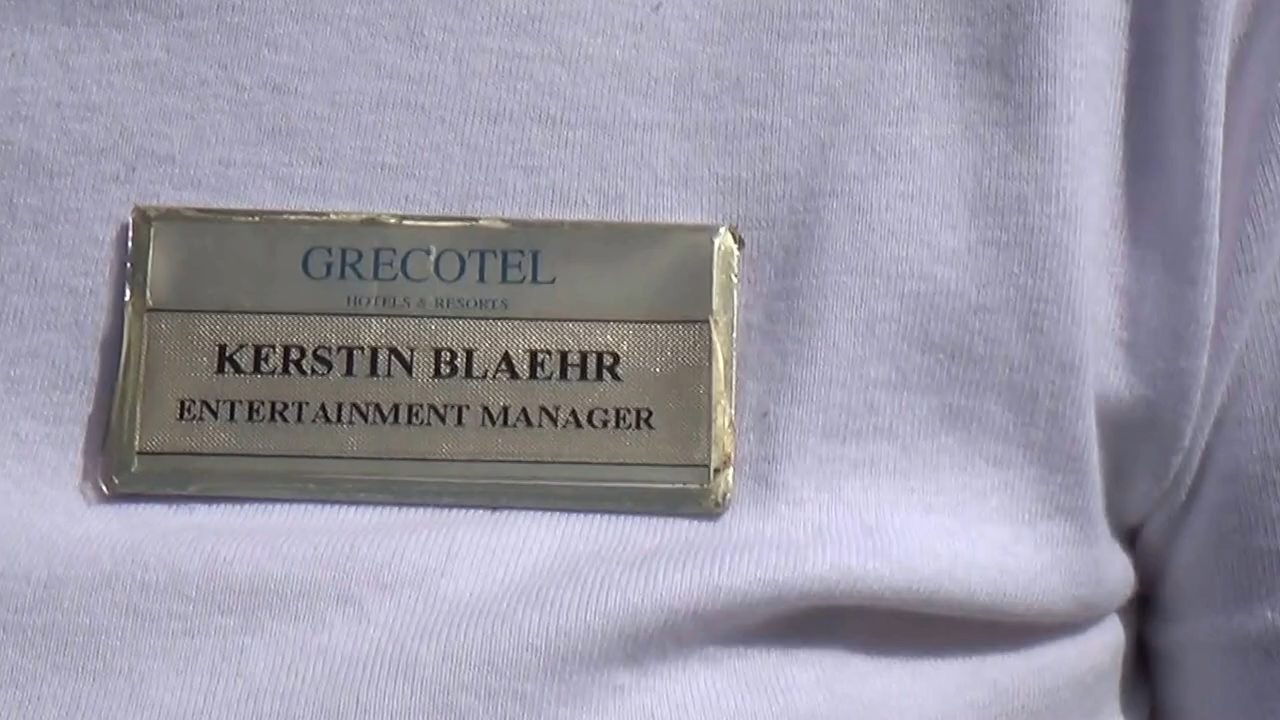 GRECOTEL
HOTELS & RESORTS
KERSTIN BLAEHR
ENTERTAINMENT MANAGER